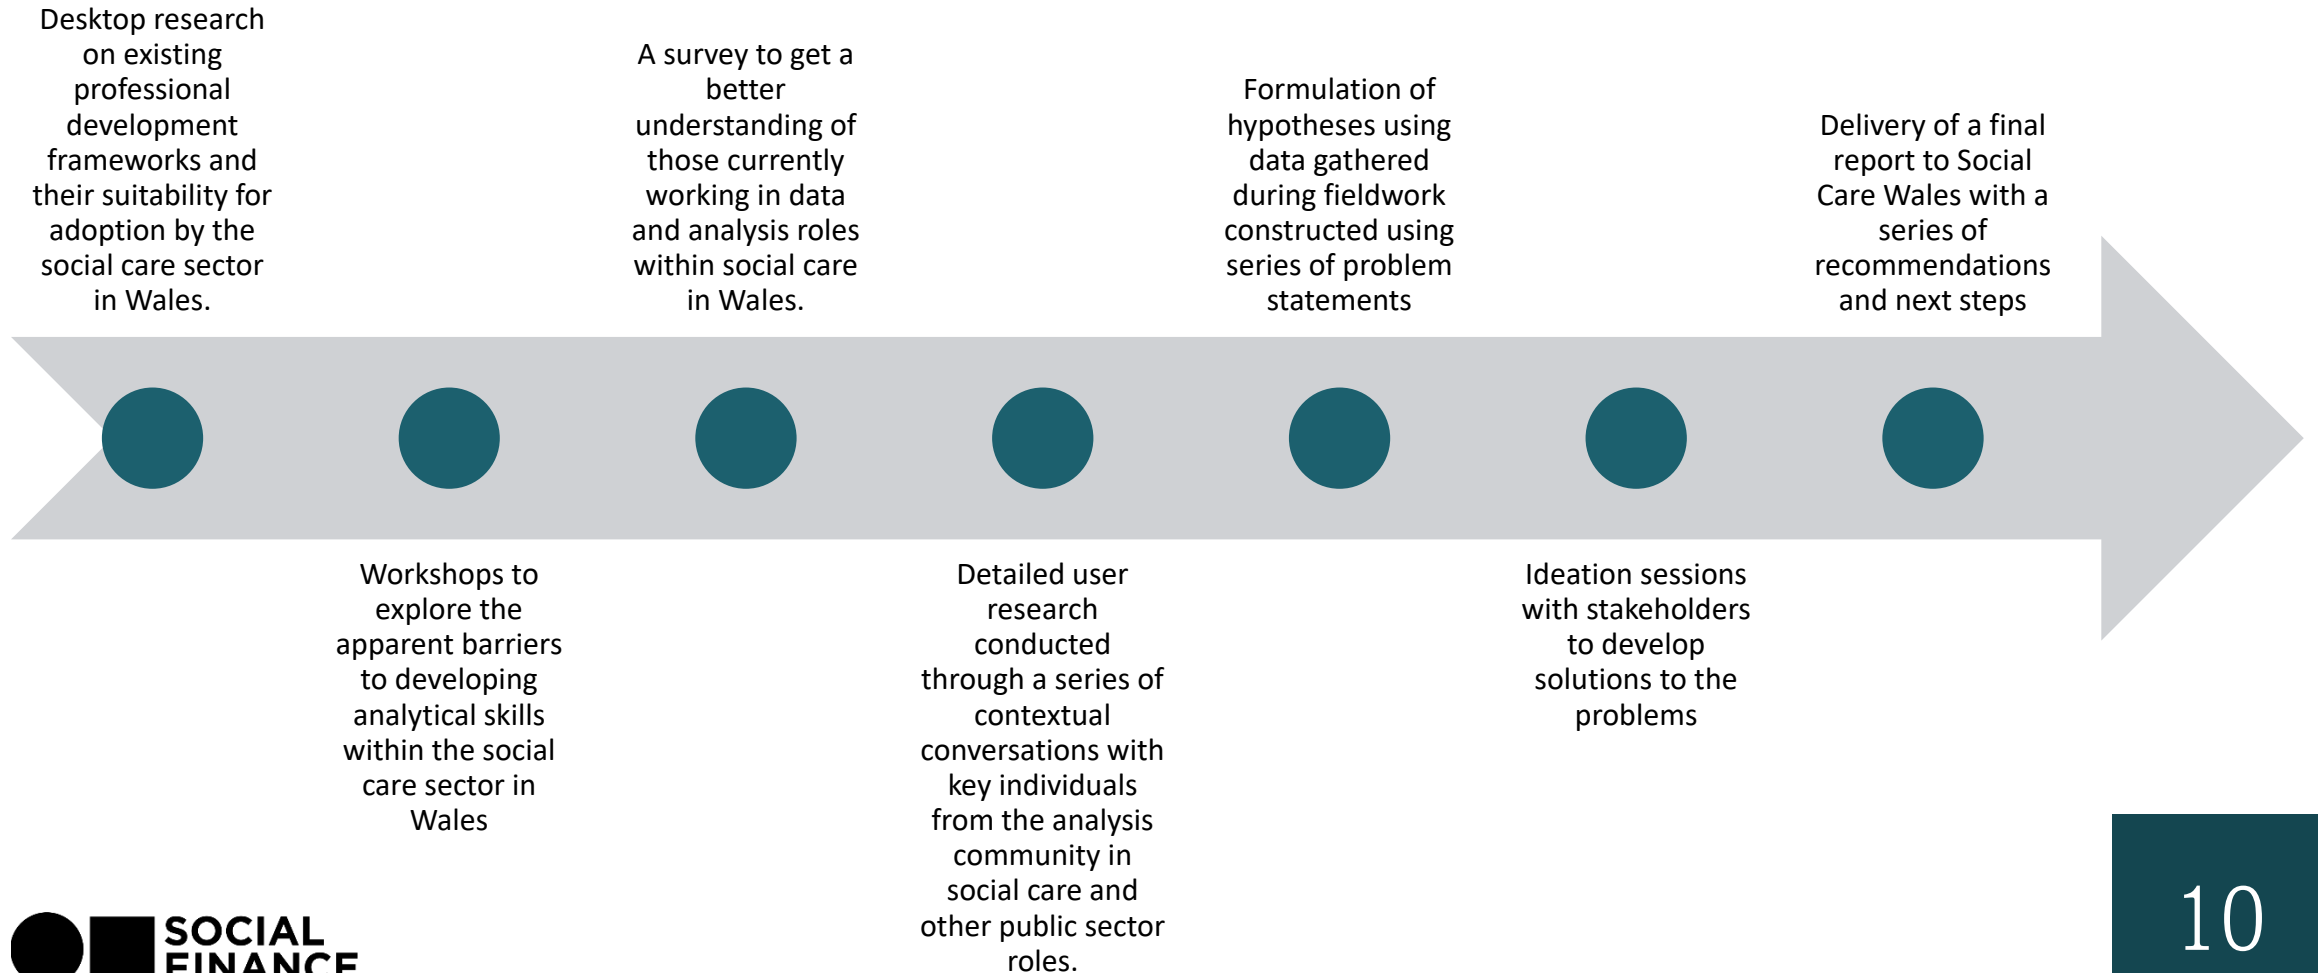 Desktop research
on existing
professional
development
frameworks and
their suitability for
adoption by the
social care sector
in Wales.
Workshops to
explore the
apparent barriers
to developing
analytical skills
within the social
care sector in
Wales
A survey to get a
better
understanding of
those currently
working in data
and analysis roles
within social care
in Wales.
Detailed user
research
conducted
through a series of
contextual
conversations with
key individuals
from the analysis
community in
social care and
other public sector
roles.
Formulation of
hypotheses using
data gathered
during fieldwork
constructed using
series of problem
statements
Ideation sessions
with stakeholders
to develop
solutions to the
problems
Delivery of a final
report to Social
Care Wales with a
series of
recommendations
and next steps
SOCIAL
FINANCE
10